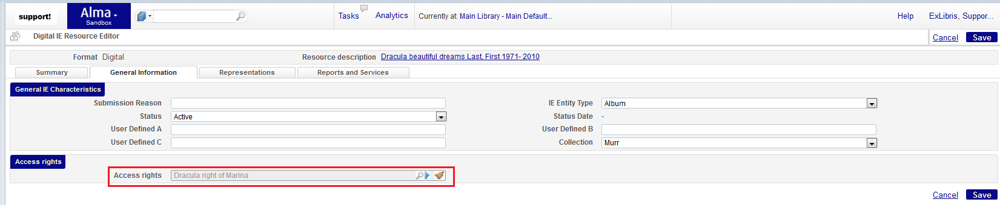 support! Alma Sandbox Tasks Analytics Currently at: Main Library - Main Default... Help ExLibris, Suppor...
Digital IE Resource Editor Cancel Save
Format Digital Resource description Dracula beautiful dreams Last, First 1971- 2010
Summary General Information Representations Reports and Services
General IE Characteristics
Submission Reason IE Entity Type Album
Status Active Status Date -
User Defined A User Defined B
User Defined C Collection Murr
Access rights
Access rights Dracula right of Marina
Cancel Save